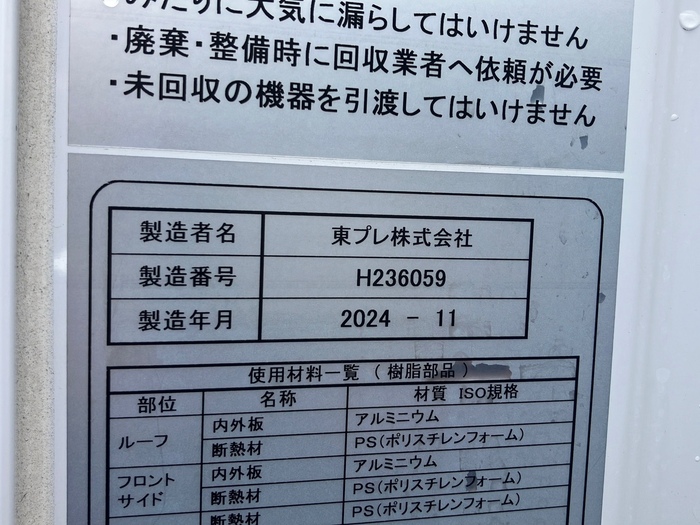 みだりに大気に漏らしてはいけません
・廃棄・整備時に回収業者へ依頼が必要
・未回収の機器を引渡してはいけません
製造者名 東プレ株式会社
製造番号 H236059
製造年月 2024 - 11
使用材料一覧 (樹脂部品)
部位 名称 材質 ISO規格
ルーフ 内外板 アルミニウム
断熱材 PS(ポリスチレンフォーム)
フロント 内外板 アルミニウム
サイド 断熱材 PS(ポリスチレンフォーム)
断熱材 PS(ポリスチレンフォーム)